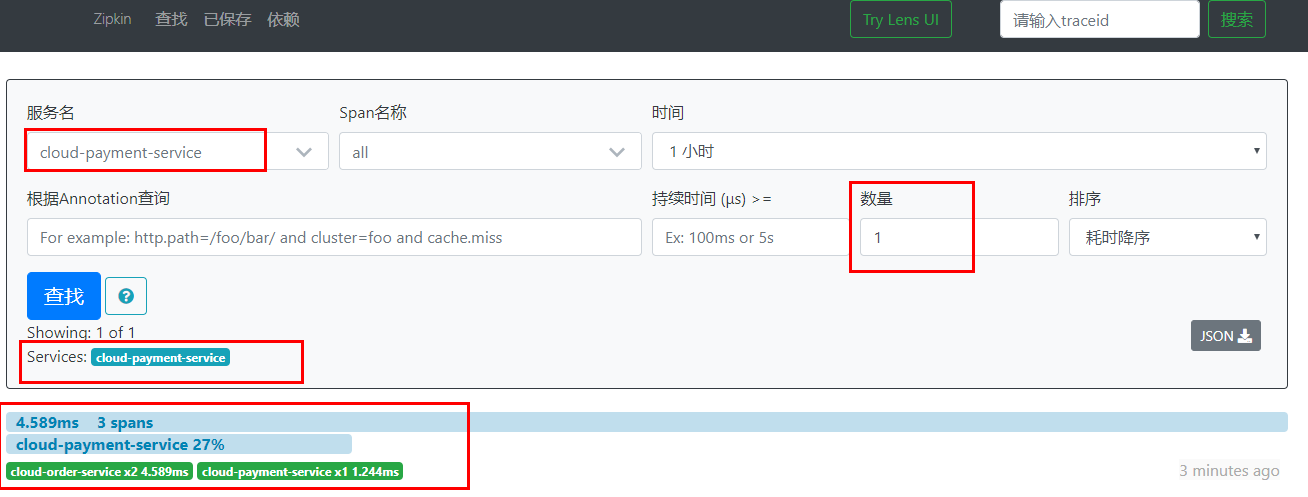 Zipkin 查找 已保存 依赖 Try Lens UI 请输入traceid 搜索
服务名 Span名称 时间
cloud-payment-service all 1 小时
根据Annotation查询 持续时间 (μs) >= 数量 排序
For example: http.path=/foo/bar/ and cluster=foo and cache.miss Ex: 100ms or 5s 1 耗时降序
查找
Showing: 1 of 1
JSON
Services: cloud-payment-service
4.589ms 3 spans
cloud-payment-service 27%
cloud-order-service x2 4.589ms cloud-payment-service x1 1.244ms 3 minutes ago